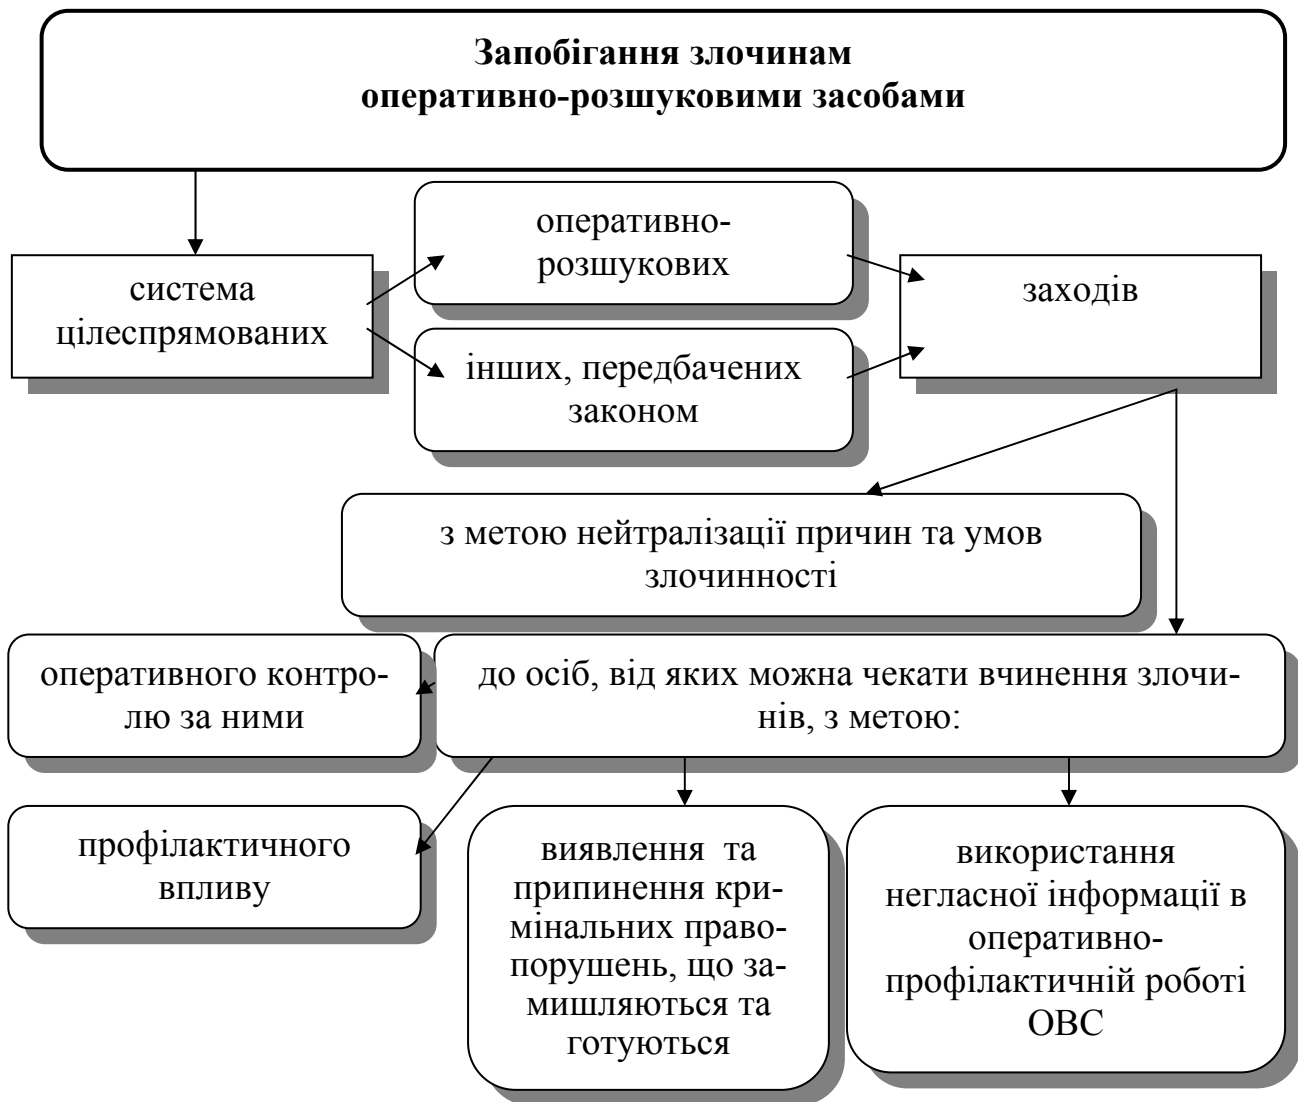 Запобігання злочинам
оперативно-розшуковими засобами
оперативно-
розшукових
система
цілеспрямованих
заходів
інших, передбачених
законом
з метою нейтралізації причин та умов
злочинності
оперативного контро-
лю за ними
до осіб, від яких можна чекати вчинення злочи-
нів, з метою:
профілактичного
впливу
виявлення та
припинення кри-
мінальних право-
порушень, що за-
мишляються та
готуються
використання
негласної інформації в
оперативно-
профілактичній роботі
ОВС